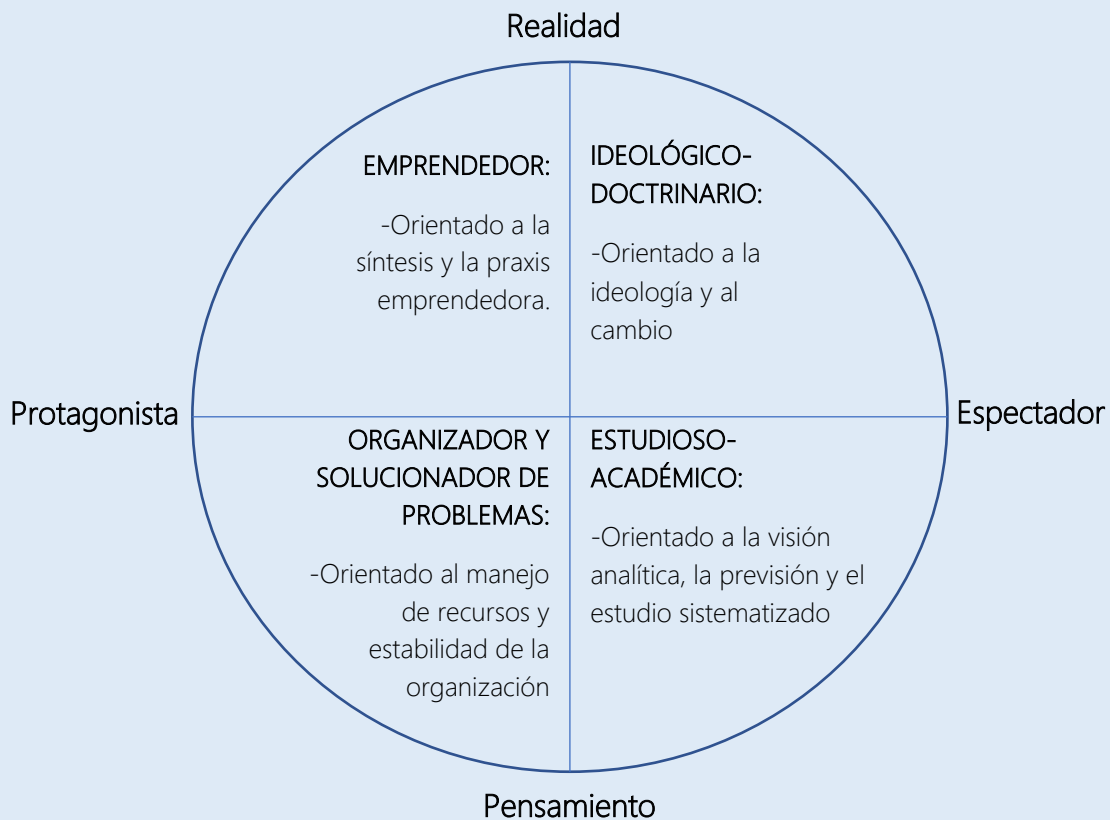 Realidad
EMPRENDEDOR:
-Orientado a la
síntesis y la praxis
emprendedora.
IDEOLÓGICO-
DOCTRINARIO:
-Orientado a la
ideología y al
cambio
Protagonista
Espectador
ORGANIZADOR Y
SOLUCIONADOR DE
PROBLEMAS:
-Orientado al manejo
de recursos y
estabilidad de la
organización
ESTUDIOSO-
ACADÉMICO:
-Orientado a la visión
analítica, la previsión y el
estudio sistematizado
Pensamiento